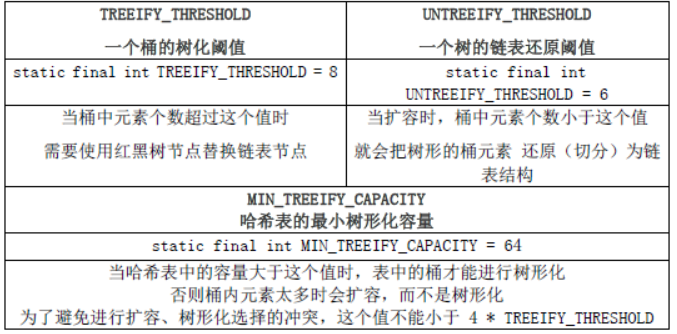 TREEIFY_THRESHOLD
一个桶的树化阈值
UNTREEIFY_THRESHOLD
一个树的链表还原阈值
static final int TREEIFY_THRESHOLD = 8
static final int
UNTREEIFY_THRESHOLD = 6
当桶中元素个数超过这个值时
需要使用红黑树节点替换链表节点
当扩容时，桶中元素个数小于这个值
就会把树形的桶元素 还原（切分）为链
表结构
MIN_TREEIFY_CAPACITY
哈希表的最小树形化容量
static final int MIN_TREEIFY_CAPACITY = 64
当哈希表中的容量大于这个值时，表中的桶才能进行树形化
否则桶内元素太多时会扩容，而不是树形化
为了避免进行扩容、树形化选择的冲突，这个值不能小于 4 * TREEIFY_THRESHOLD